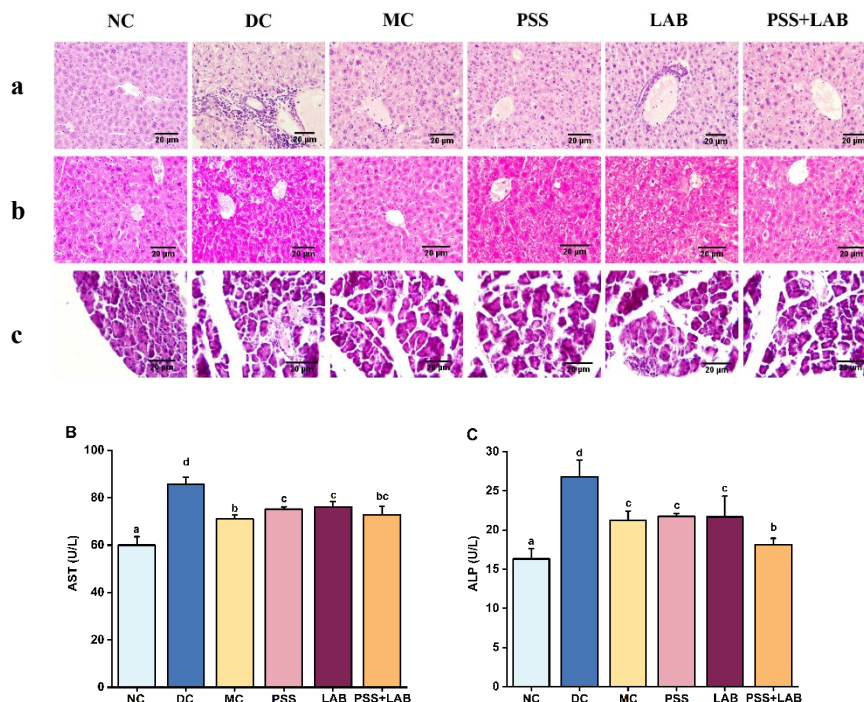 NC DC MC PSS LAB PSS+LAB
a
20 µm 20 µm 20 µm 20 µm 20 µm 20 µm
b
20 µm 20 µm 20 µm 20 µm 20 µm 20 µm
c
20 µm 20 µm 20 µm 20 µm 20 µm 20 µm
B
AST (U/L)
100
80
60
40
20
0
a d b c c bc
NC DC MC PSS LAB PSS+LAB
C
ALP (U/L)
30
25
20
15
10
5
0
a d c c c b
NC DC MC PSS LAB PSS+LAB